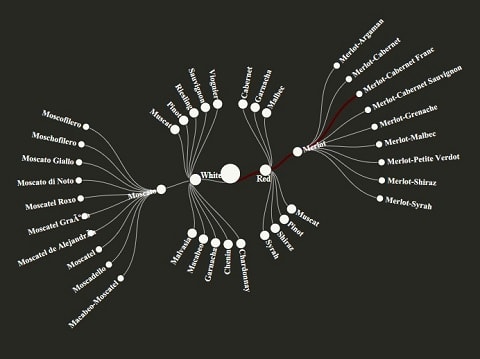 Moscofilero
Moschofilero
Moscato Giallo
Moscato di Noto
Moscatel Roxo
Moscatel GraÃ
Moscatel de Alejandr
Moscatel
Moscadello
Macabeo-Moscatel
Moscato
Muscat
Pinot
Riesling
Sauvignon
Viognier
White
Malvasia
Macabeo
Garnacha
Chenin
Chardonnay
Cabernet
Garnacha
Malbec
Red
Muscat
Pinot
Shiraz
Syrah
Merlot
Merlot-Argaman
Merlot-Cabernet
Merlot-Cabernet Franc
Merlot-Cabernet Sauvignon
Merlot-Grenache
Merlot-Malbec
Merlot-Petite Verdot
Merlot-Shiraz
Merlot-Syrah